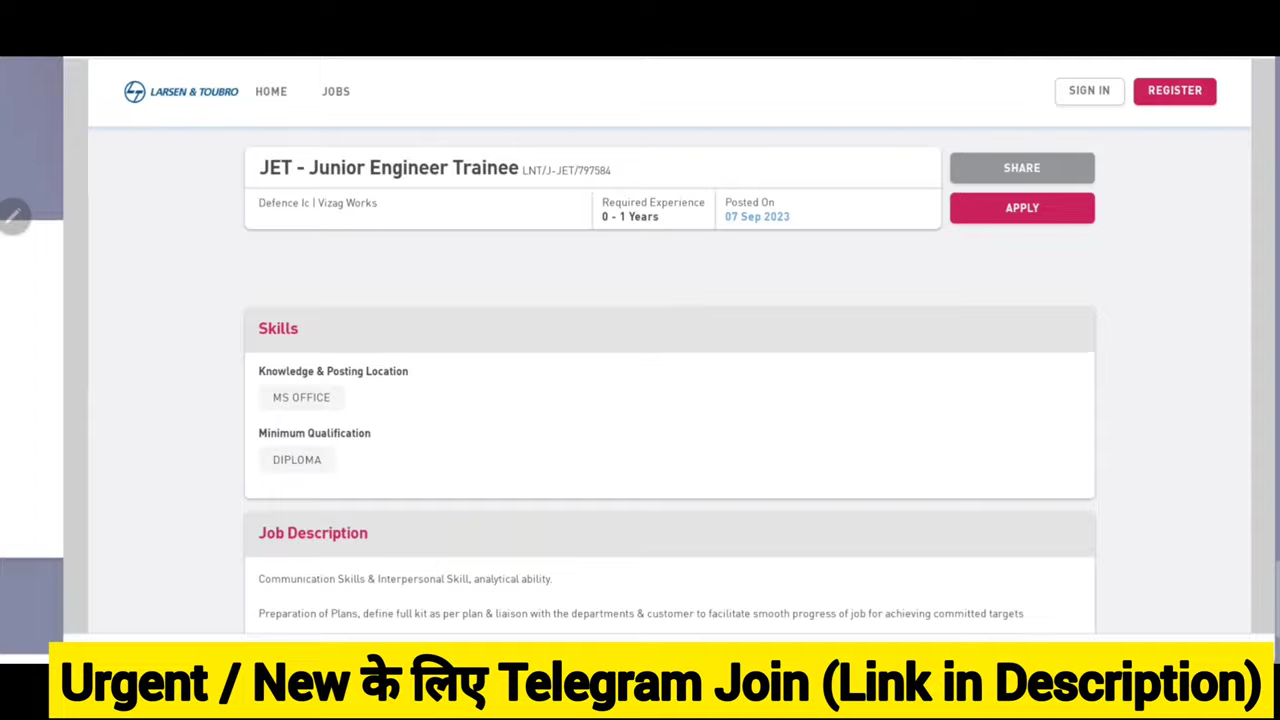 LARSEN & TOUBRO HOME JOBS SIGN IN REGISTER
JET - Junior Engineer Trainee LNT/J-JET/797584 SHARE
Defence Ic | Vizag Works Required Experience Posted On
0 - 1 Years 07 Sep 2023 APPLY
Skills
Knowledge & Posting Location
MS OFFICE
Minimum Qualification
DIPLOMA
Job Description
Communication Skills & Interpersonal Skill, analytical ability.
Preparation of Plans, define full kit as per plan & liaison with the departments & customer to facilitate smooth progress of job for achieving committed targets
Urgent / New के लिए Telegram Join (Link in Description)